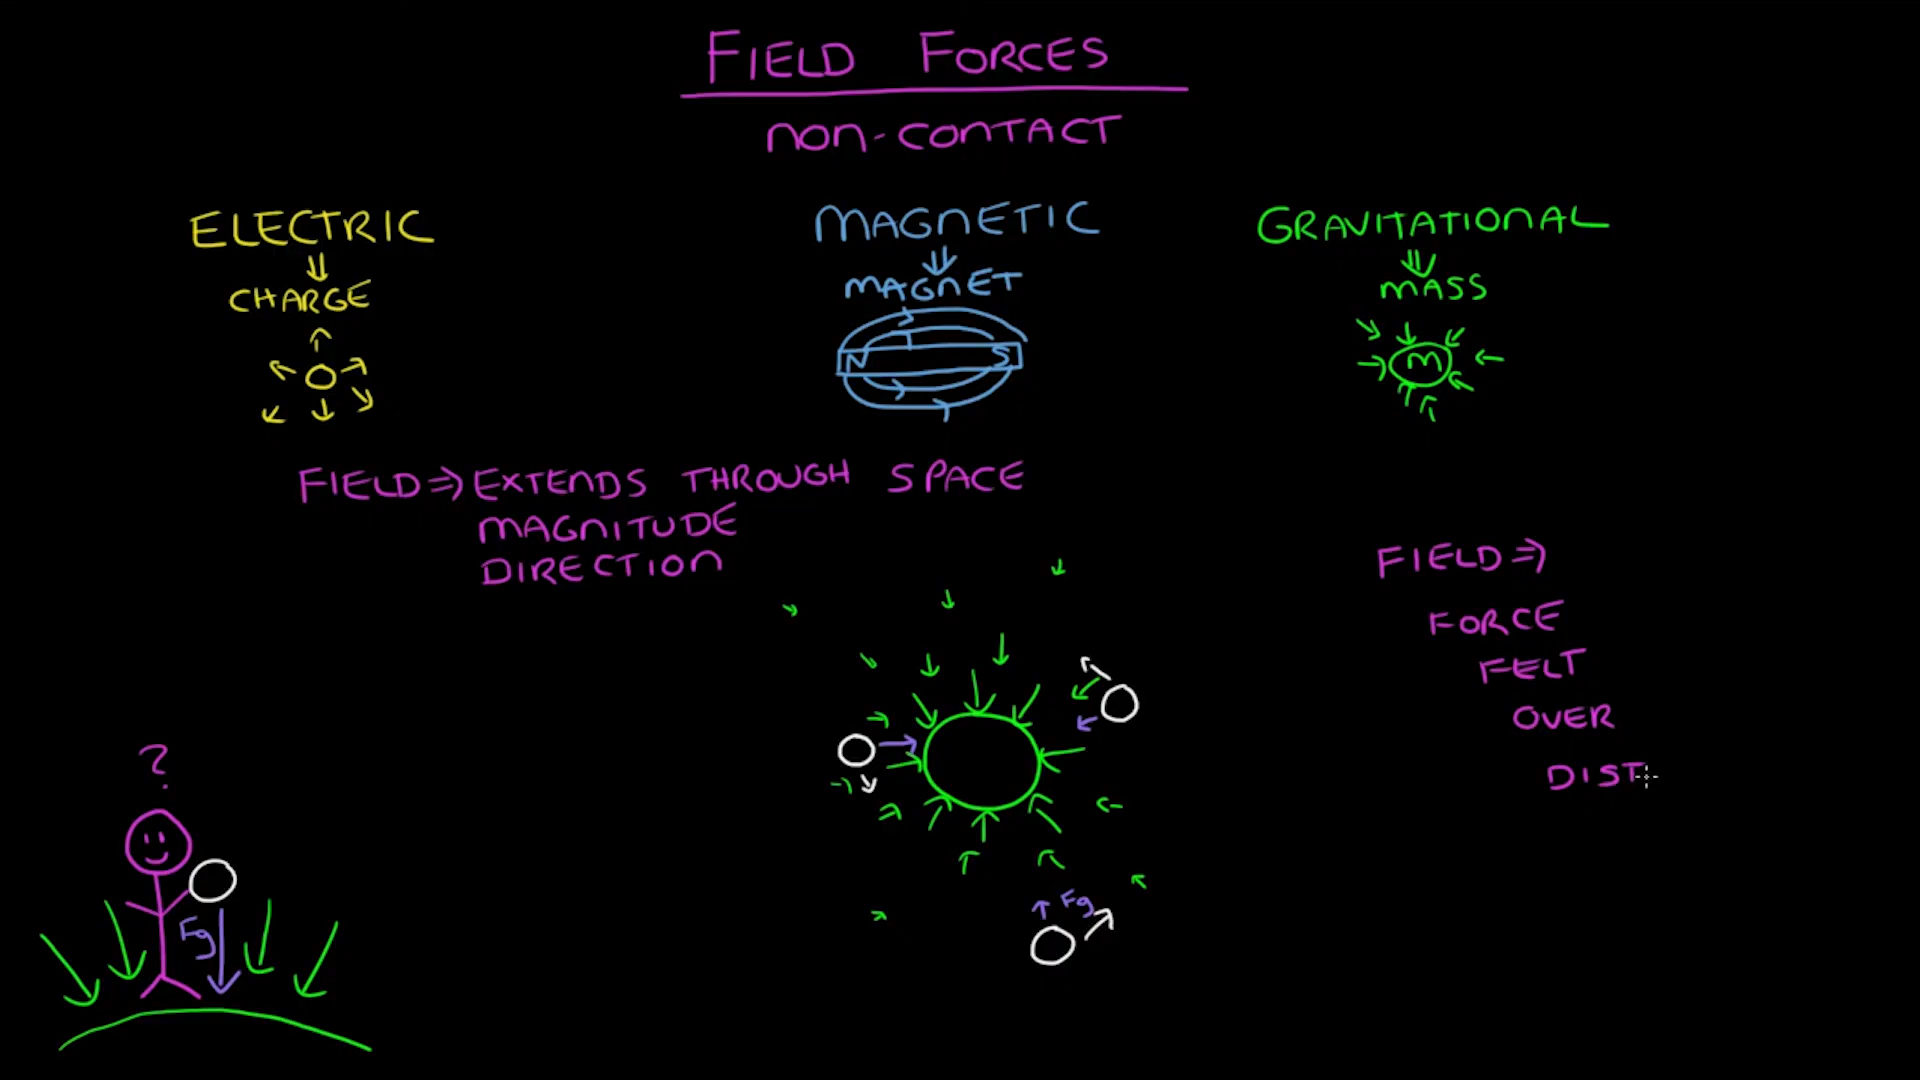 FIELD FORCES
NON-CONTACT
ELECTRIC
CHARGE
MAGNETIC
MAGNET
N S
GRAVITATIONAL
MASS
m
FIELD ⇒ EXTENDS THROUGH SPACE
MAGNITUDE
DIRECTION
FIELD ⇒
FORCE
FELT
OVER
DIST
?
Fg
Fg